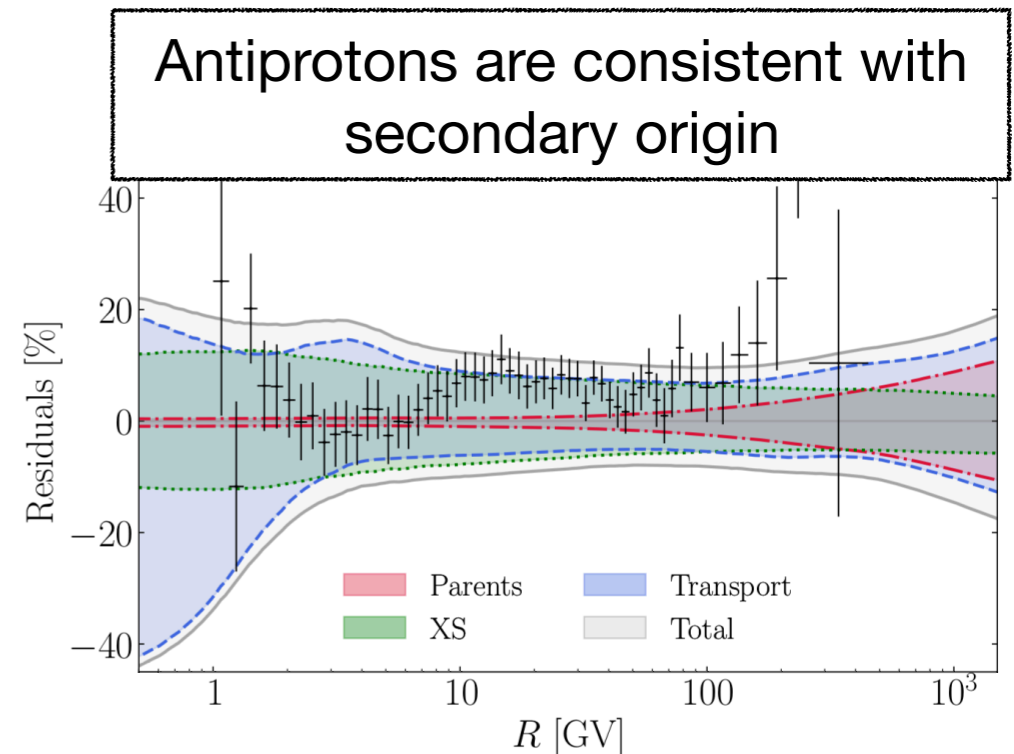 Antiprotons are consistent with
secondary origin
40
20
0
−20
−40
Residuals [%]
Parents
Transport
XS
Total
1
10
100
10³
R [GV]